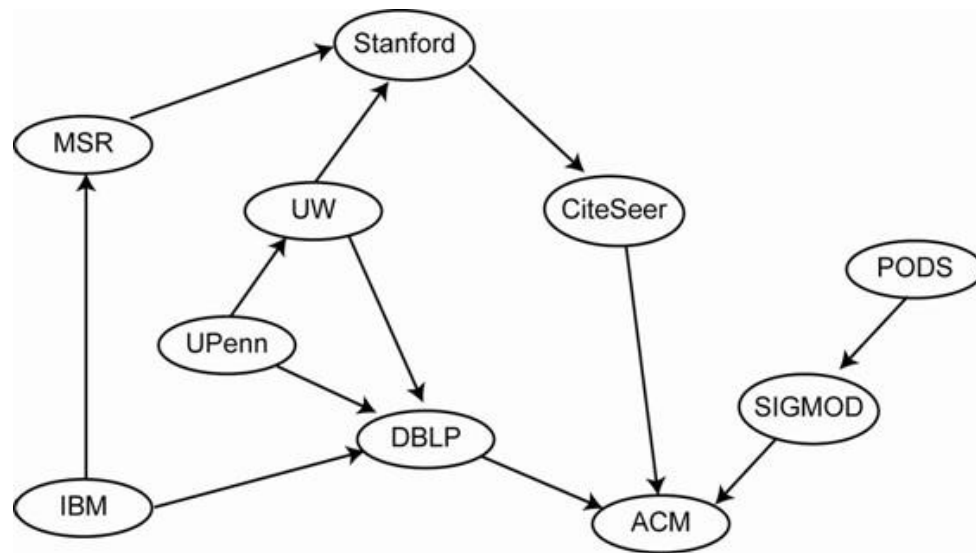 Stanford
MSR
UW
CiteSeer
PODS
UPenn
SIGMOD
DBLP
IBM
ACM